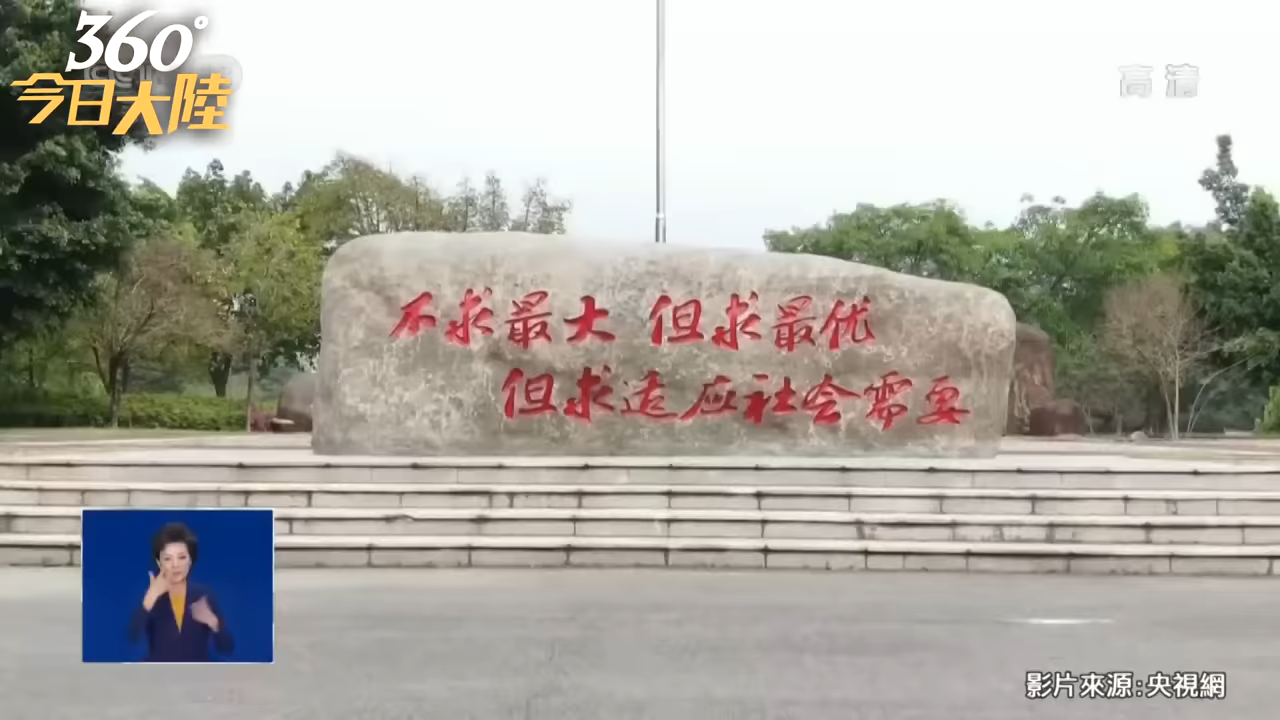 360°
今日大陸
高清
不求最大 但求最优
但求适应社会需要
影片來源:央視網